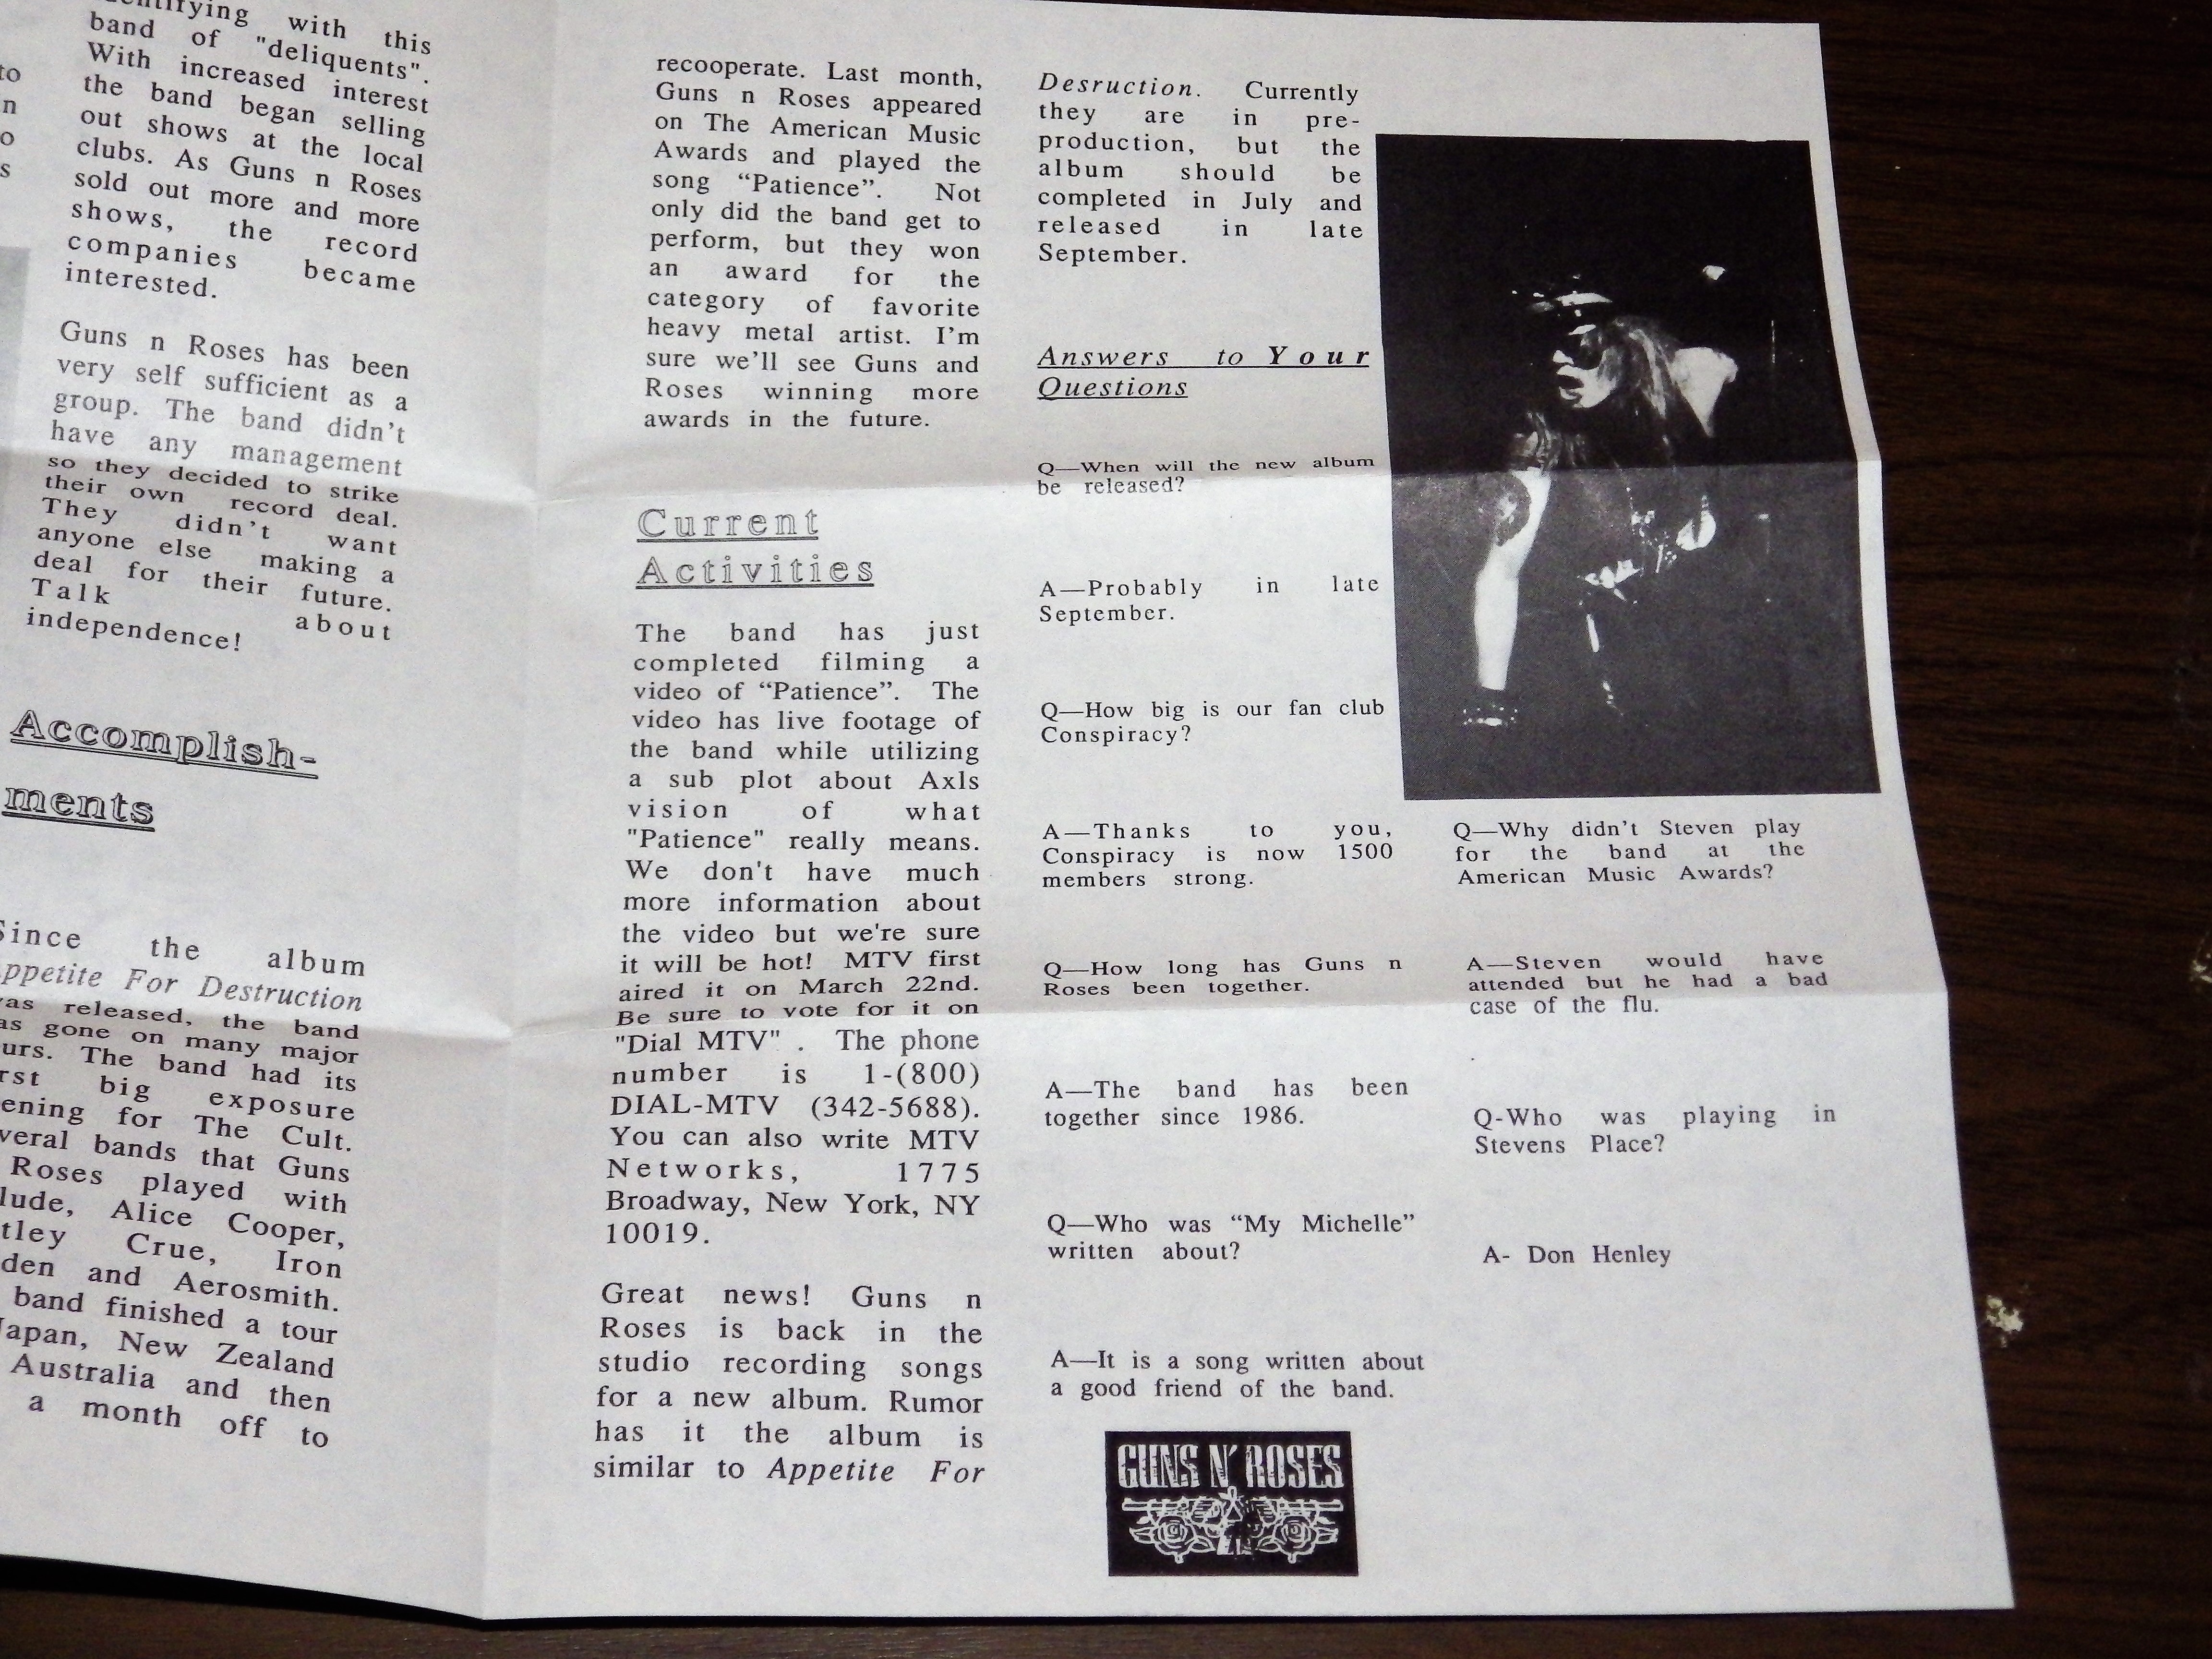 with this
band of "deliquents".
With increased interest
the band began selling
out shows at the local
clubs. As Guns n Roses
sold out more and more
shows, the record
companies became
interested.
Guns n Roses has been
very self sufficient as a
group. The band didn't
have any management
so they decided to strike
their own record deal.
They didn't want
anyone else making a
deal for their future.
Talk about
independence!
Accomplish-
ments
Since the album
Appetite For Destruction
was released, the band
has gone on many major
tours. The band had its
first big exposure
opening for The Cult.
Several bands that Guns
Roses played with
include, Alice Cooper,
Motley Crue, Iron
Maiden and Aerosmith.
band finished a tour
Japan, New Zealand
Australia and then
a month off to
recooperate. Last month,
Guns n Roses appeared
on The American Music
Awards and played the
song “Patience”. Not
only did the band get to
perform, but they won
an award for the
category of favorite
heavy metal artist. I'm
sure we'll see Guns and
Roses winning more
awards in the future.
Current
Activities
The band has just
completed filming a
video of “Patience”. The
video has live footage of
the band while utilizing
a sub plot about Axls
vision of what
"Patience" really means.
We don't have much
more information about
the video but we're sure
it will be hot! MTV first
aired it on March 22nd.
Be sure to vote for it on
"Dial MTV" . The phone
number is 1-(800)
DIAL-MTV (342-5688).
You can also write MTV
Networks, 1775
Broadway, New York, NY
10019.
Great news! Guns n
Roses is back in the
studio recording songs
for a new album. Rumor
has it the album is
similar to Appetite For
Desruction. Currently
they are in pre-
production, but the
album should be
completed in July and
released in late
September.
Answers to Your
Questions
Q—When will the new album
be released?
A—Probably in late
September.
Q—How big is our fan club
Conspiracy?
A—Thanks to you,
Conspiracy is now 1500
members strong.
Q—How long has Guns n
Roses been together.
A—The band has been
together since 1986.
Q—Who was “My Michelle”
written about?
A—It is a song written about
a good friend of the band.
GUNS N' ROSES
Q—Why didn't Steven play
for the band at the
American Music Awards?
A—Steven would have
attended but he had a bad
case of the flu.
Q-Who was playing in
Stevens Place?
A- Don Henley